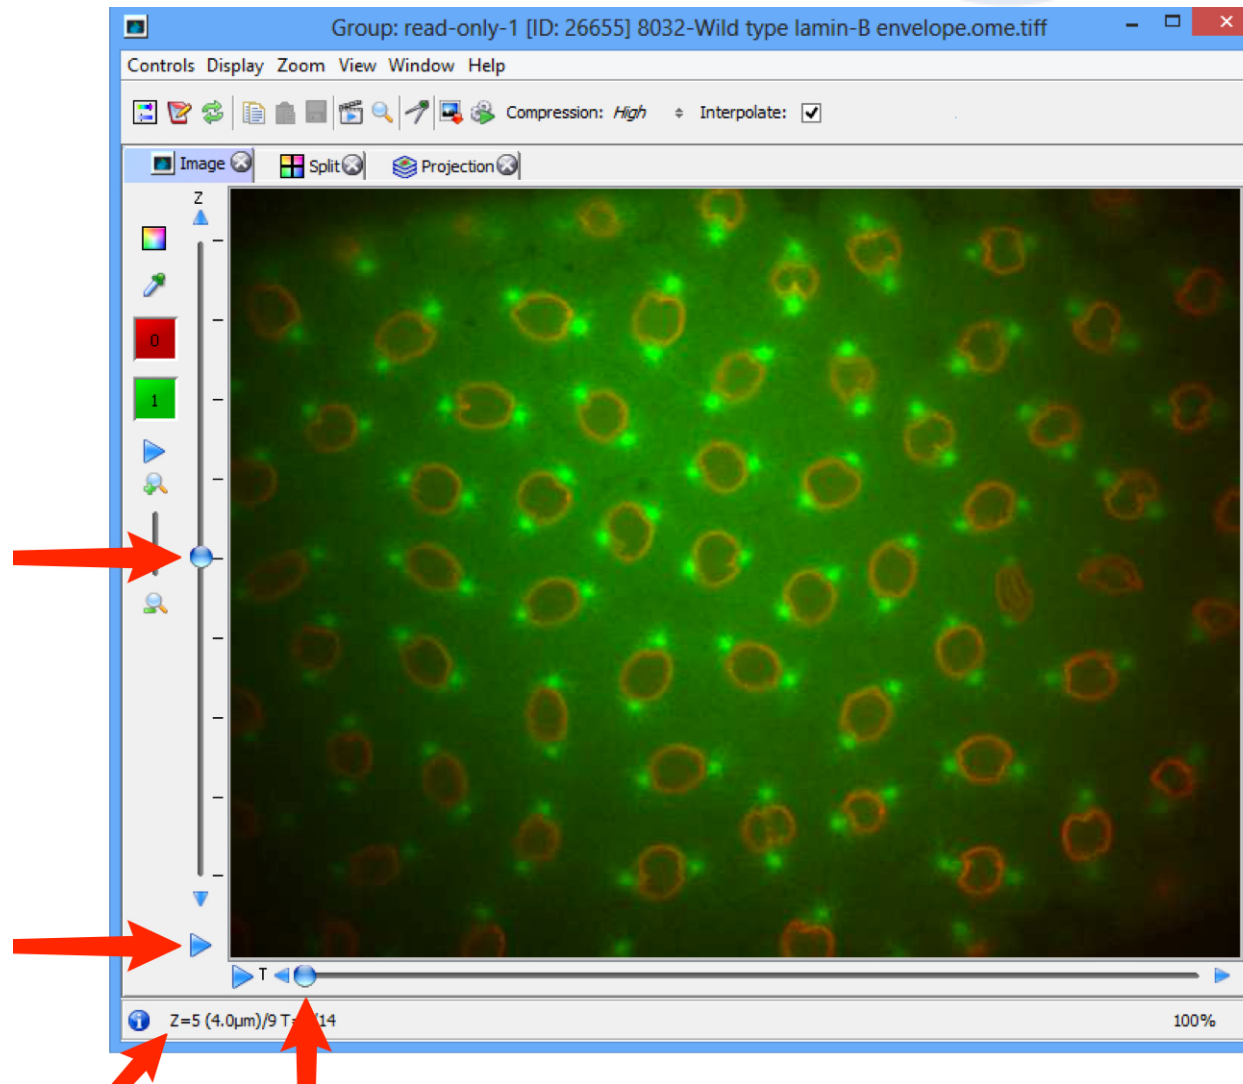 Group: read-only-1 [ID: 26655] 8032-Wild type lamin-B envelope.ome.tiff
Controls Display Zoom View Window Help
Compression: High Interpolate:
Image Split Projection
Z
0
1
T
Z=5 (4.0µm)/9 T= /14
100%